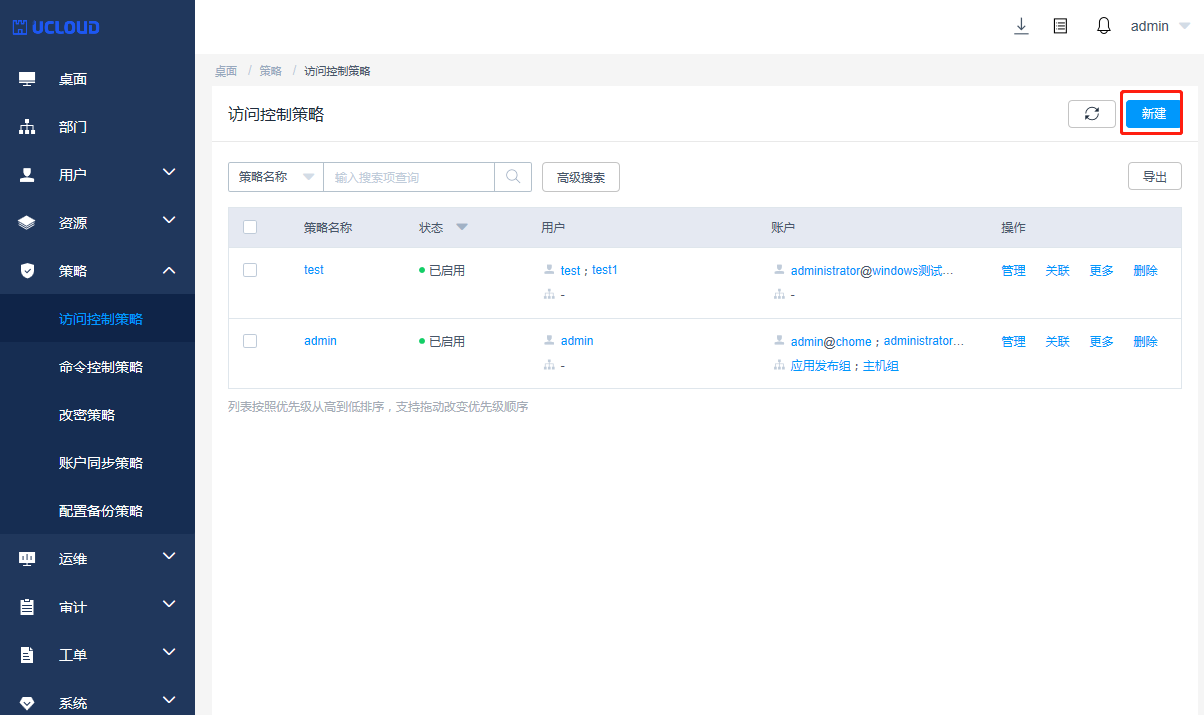 UCLOUD
admin
桌面
部门
用户
资源
策略
访问控制策略
命令控制策略
改密策略
账户同步策略
配置备份策略
运维
审计
工单
系统
桌面 / 策略 / 访问控制策略
访问控制策略
新建
策略名称 输入搜索项查询 高级搜索 导出
策略名称 状态 用户 账户 操作
test 已启用 test；test1 administrator@windows测试… 管理 关联 更多 删除
- -
admin 已启用 admin admin@chome；administrator… 管理 关联 更多 删除
- 应用发布组；主机组
列表按照优先级从高到低排序，支持拖动改变优先级顺序